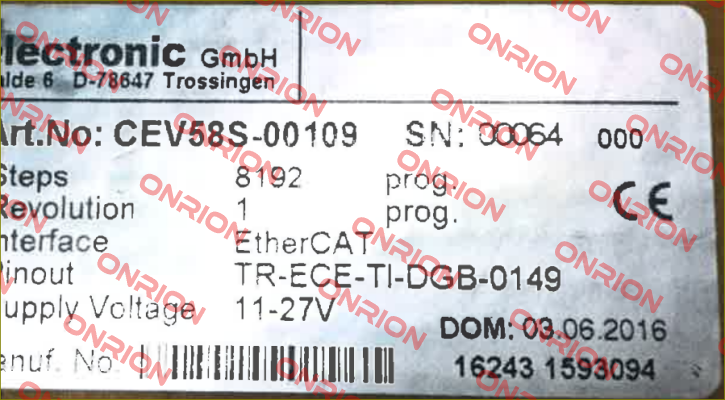 electronic GmbH
alde 6 D-78647 Trossingen
Art.No: CEV58S-00109 SN: 00064 000
Steps 8192 prog.
Revolution 1 prog.
CE
nterface EtherCAT
inout TR-ECE-TI-DGB-0149
upply Voltage 11-27V
DOM: 03.06.2016
anuf. No.
16243 1593094
ONRION